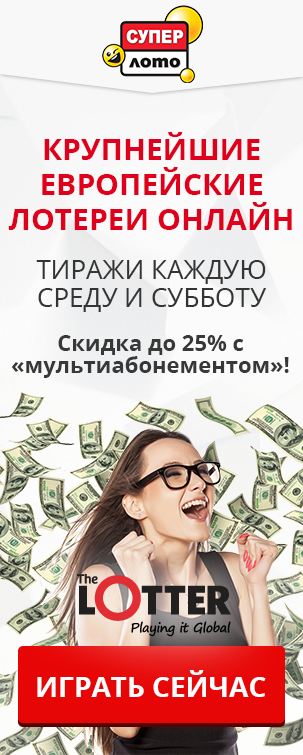 СУПЕР
ЛОТО
КРУПНЕЙШИЕ
ЕВРОПЕЙСКИЕ
ЛОТЕРЕИ ОНЛАЙН
ТИРАЖИ КАЖДУЮ
СРЕДУ И СУББОТУ
Скидка до 25% с
«мультиабонементом»!
The
LOTTER
Playing it Global
ИГРАТЬ СЕЙЧАС